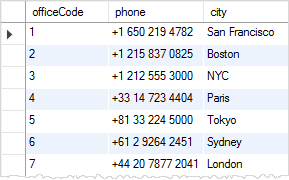 officeCode phone city
1 +1 650 219 4782 San Francisco
2 +1 215 837 0825 Boston
3 +1 212 555 3000 NYC
4 +33 14 723 4404 Paris
5 +81 33 224 5000 Tokyo
6 +61 2 9264 2451 Sydney
7 +44 20 7877 2041 London